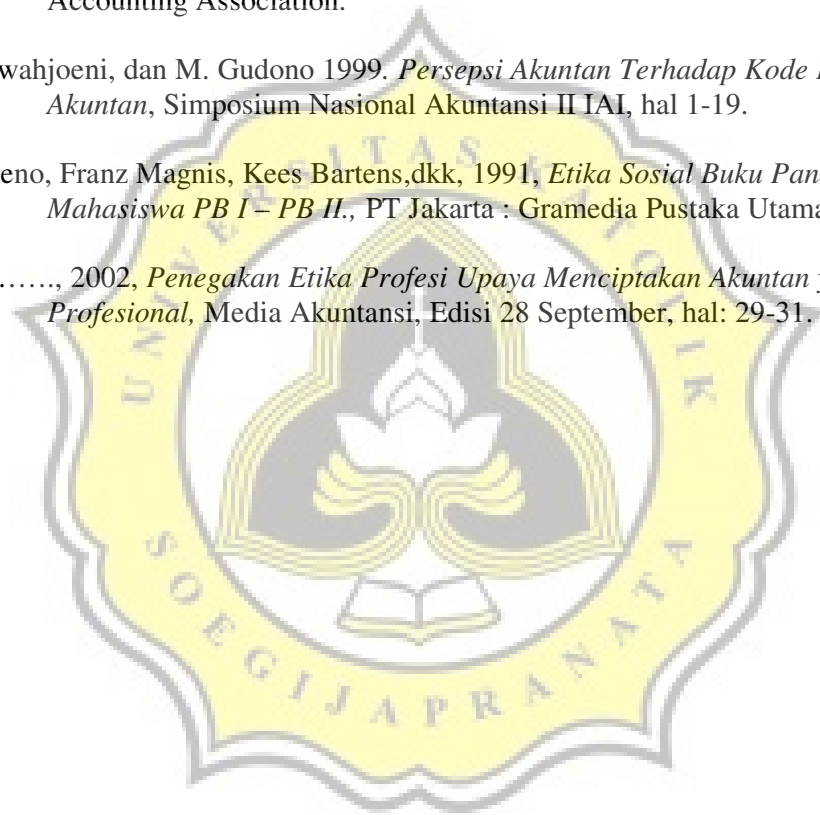 Accounting Association.
wahjoeni, dan M. Gudono 1999. Persepsi Akuntan Terhadap Kode
Akuntan, Simposium Nasional Akuntansi II IAI, hal 1-19.
eno, Franz Magnis, Kees Bartens,dkk, 1991, Etika Sosial Buku Pan
Mahasiswa PB I – PB II., PT Jakarta : Gramedia Pustaka Utama
……., 2002, Penegakan Etika Profesi Upaya Menciptakan Akuntan y
Profesional, Media Akuntansi, Edisi 28 September, hal: 29-31.
UNIVERSITAS KATOLIK
SOEGIJAPRANATA